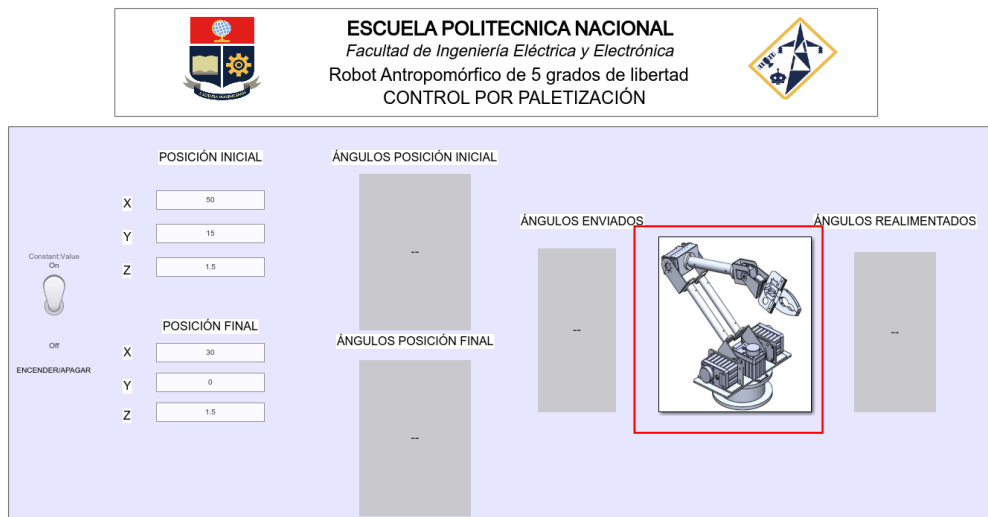 ESCUELA POLITECNICA NACIONAL
Facultad de Ingeniería Eléctrica y Electrónica
Robot Antropomórfico de 5 grados de libertad
CONTROL POR PALETIZACIÓN
POSICIÓN INICIAL
X 50
Y 15
Z 1.5
Constant:Value
On
Off
ENCENDER/APAGAR
POSICIÓN FINAL
X 30
Y 0
Z 1.5
ÁNGULOS POSICIÓN INICIAL
--
ÁNGULOS POSICIÓN FINAL
--
ÁNGULOS ENVIADOS
--
ÁNGULOS REALIMENTADOS
--